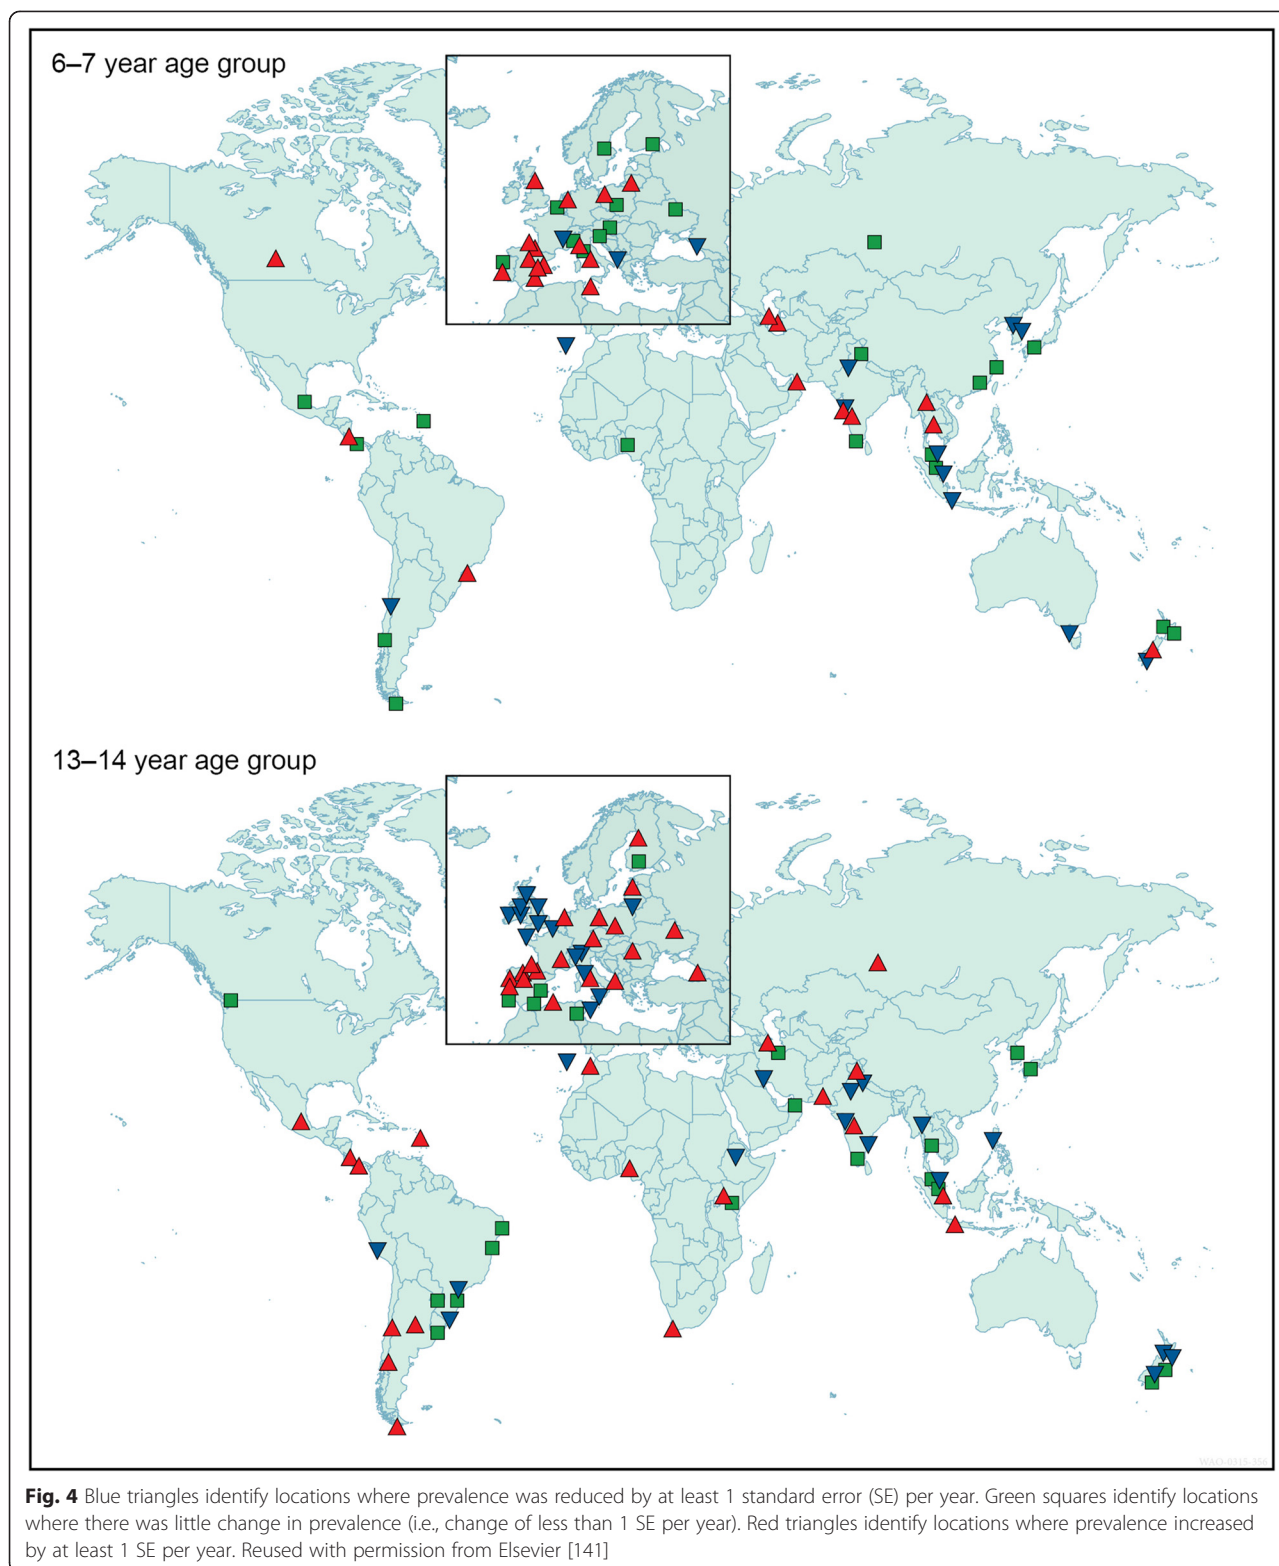 6–7 year age group
13–14 year age group
WAO-0315-356
Fig. 4 Blue triangles identify locations where prevalence was reduced by at least 1 standard error (SE) per year. Green squares identify locations
where there was little change in prevalence (i.e., change of less than 1 SE per year). Red triangles identify locations where prevalence increased
by at least 1 SE per year. Reused with permission from Elsevier [141]